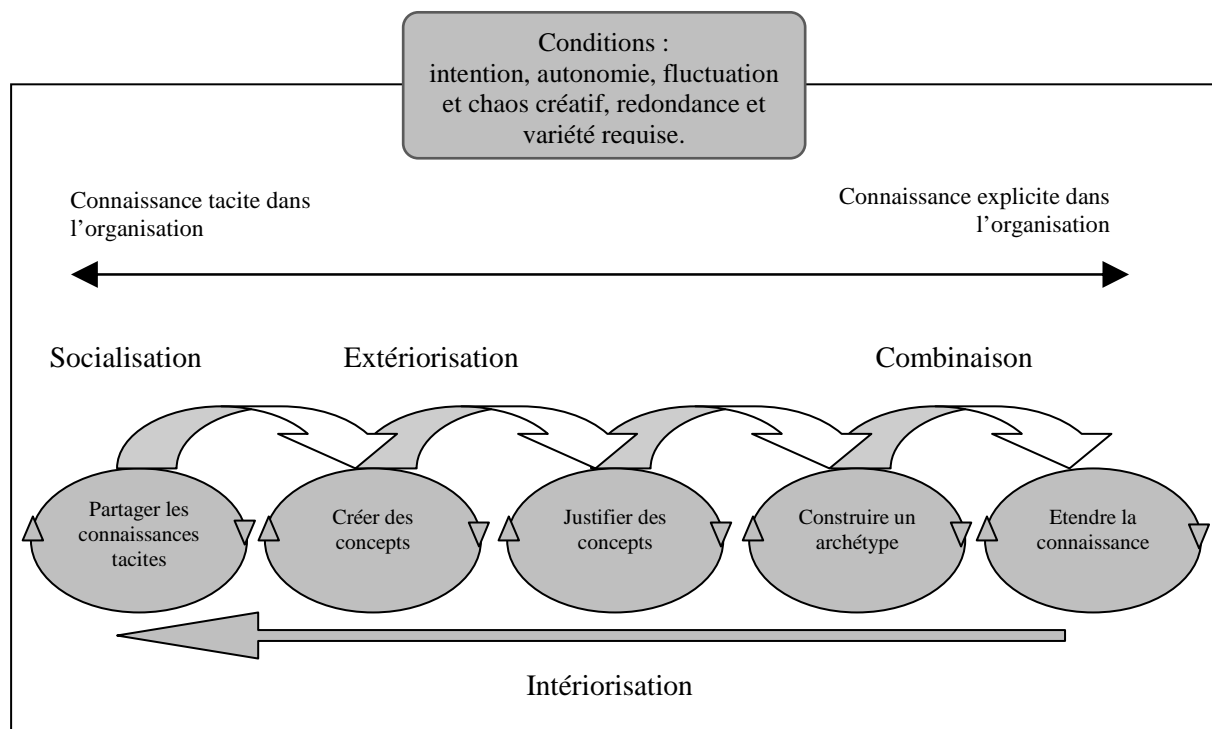 Conditions :
intention, autonomie, fluctuation
et chaos créatif, redondance et
variété requise.
Connaissance tacite dans
l’organisation
Connaissance explicite dans
l’organisation
Socialisation
Extériorisation
Combinaison
Partager les
connaissances
tacites
Créer des
concepts
Justifier des
concepts
Construire un
archétype
Etendre la
connaissance
Intériorisation